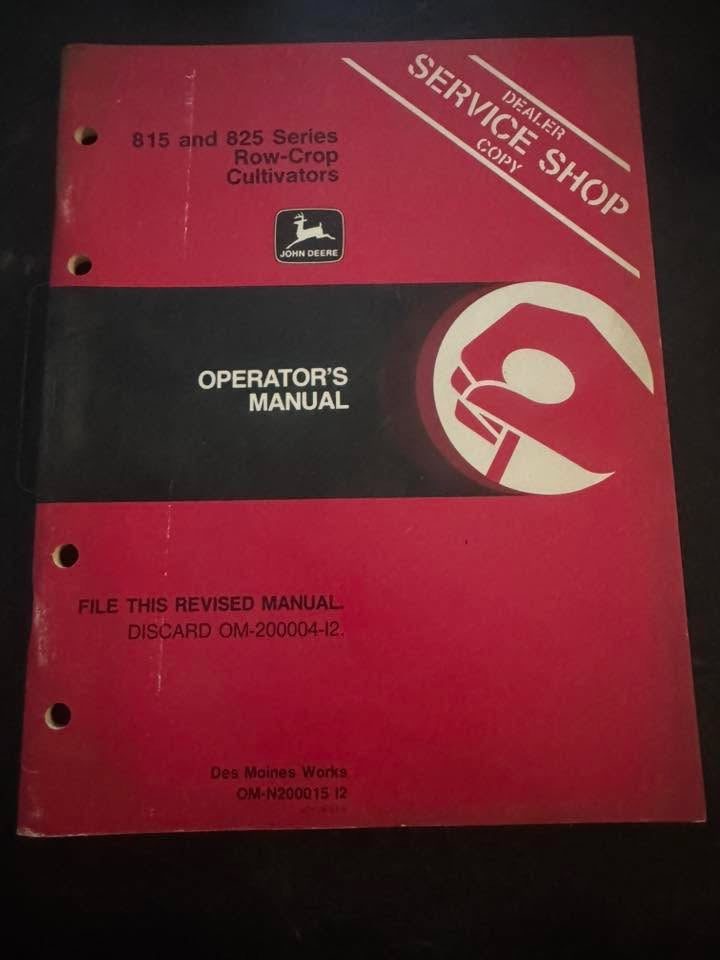 DEALER
SERVICE SHOP
COPY
815 and 825 Series
Row-Crop
Cultivators
JOHN DEERE
OPERATOR'S
MANUAL
FILE THIS REVISED MANUAL.
DISCARD OM-200004-I2.
Des Moines Works
OM-N200015 I2